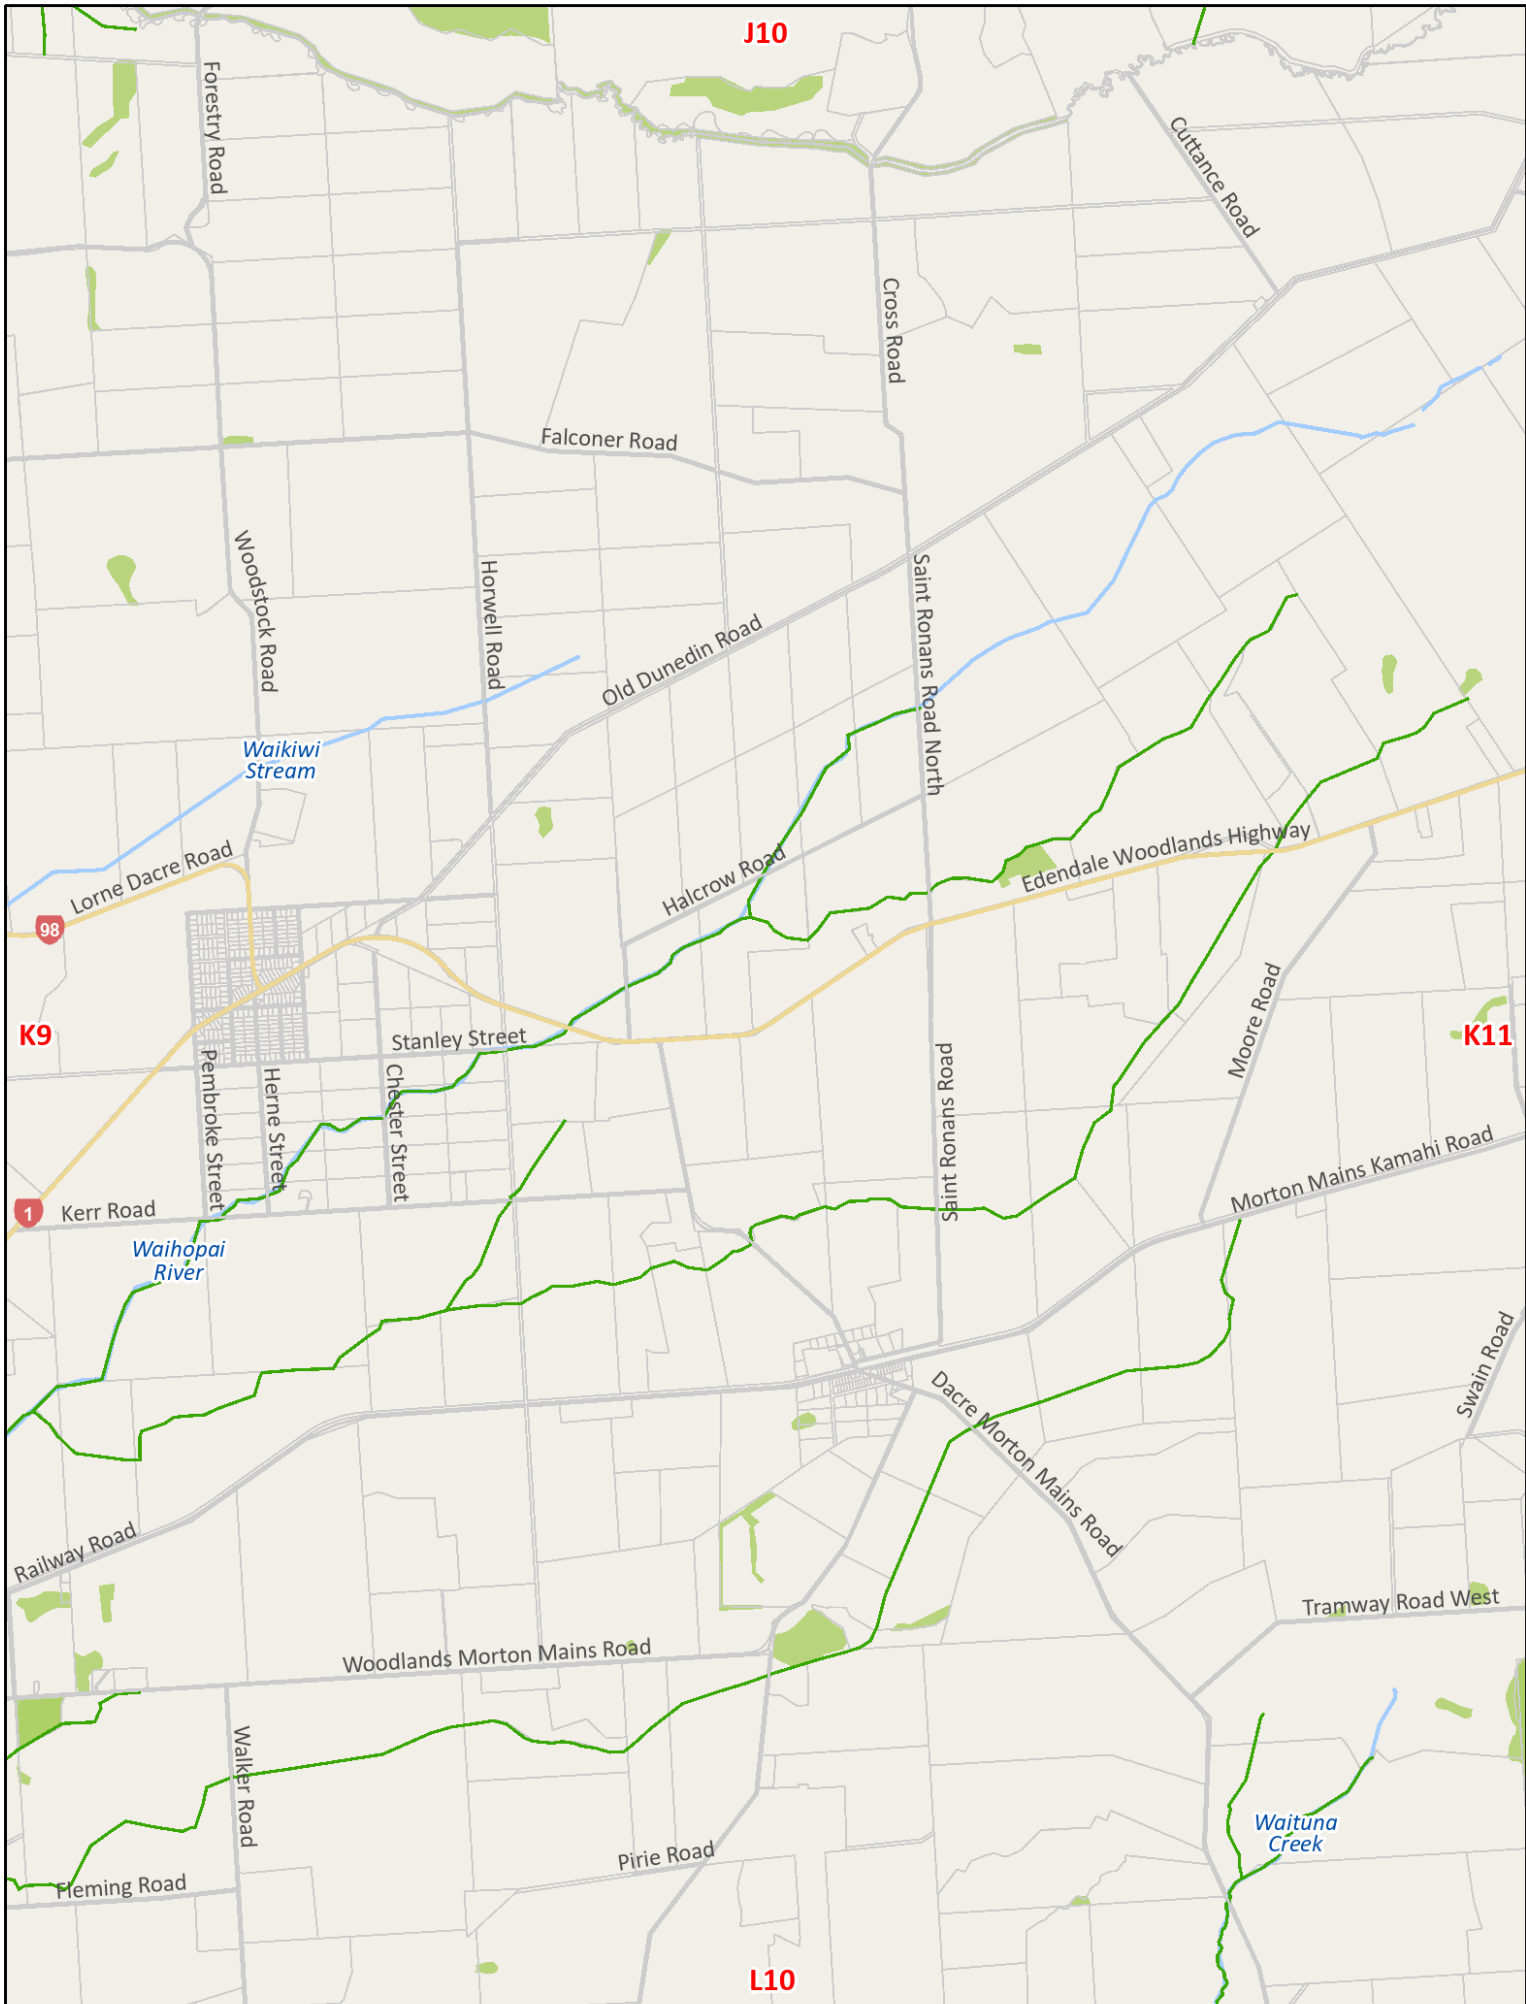 J10
Forestry Road
Cuttance Road
Cross Road
Falconer Road
Woodstock Road
Horwell Road
Saint Ronans Road North
Old Dunedin Road
Waikiwi
Stream
Lorne Dacre Road
Halcrow Road
Edendale Woodlands Highway
98
K9
Stanley Street
Moore Road
K11
Pembroke Street
Herne Street
Chester Street
Saint Ronans Road
Morton Mains Kamahi Road
1
Kerr Road
Waihopai
River
Swain Road
Dacre Morton Mains Road
Railway Road
Tramway Road West
Woodlands Morton Mains Road
Walker Road
Waituna
Creek
Pirie Road
Fleming Road
L10